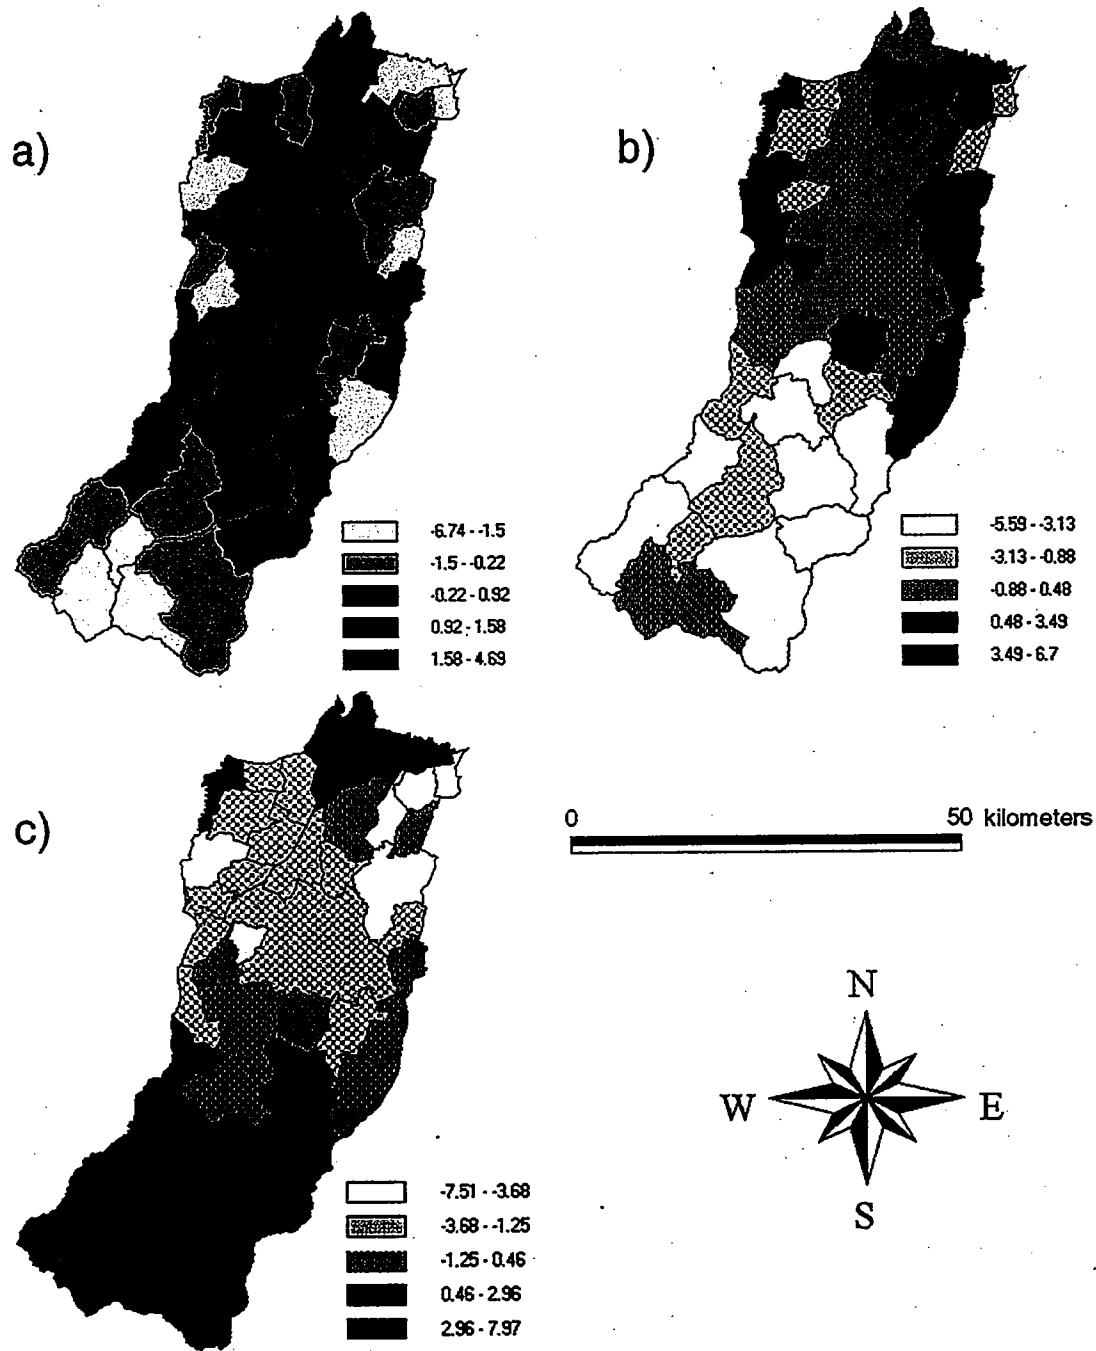 a)
-6.74 - -1.5
-1.5 - -0.22
-0.22 - 0.92
0.92 - 1.58
1.58 - 4.69
b)
-5.59 - -3.13
-3.13 - -0.88
-0.88 - 0.48
0.48 - 3.49
3.49 - 6.7
c)
-7.51 - -3.68
-3.68 - -1.25
-1.25 - 0.46
0.46 - 2.96
2.96 - 7.97
0 50 kilometers
N
W E
S